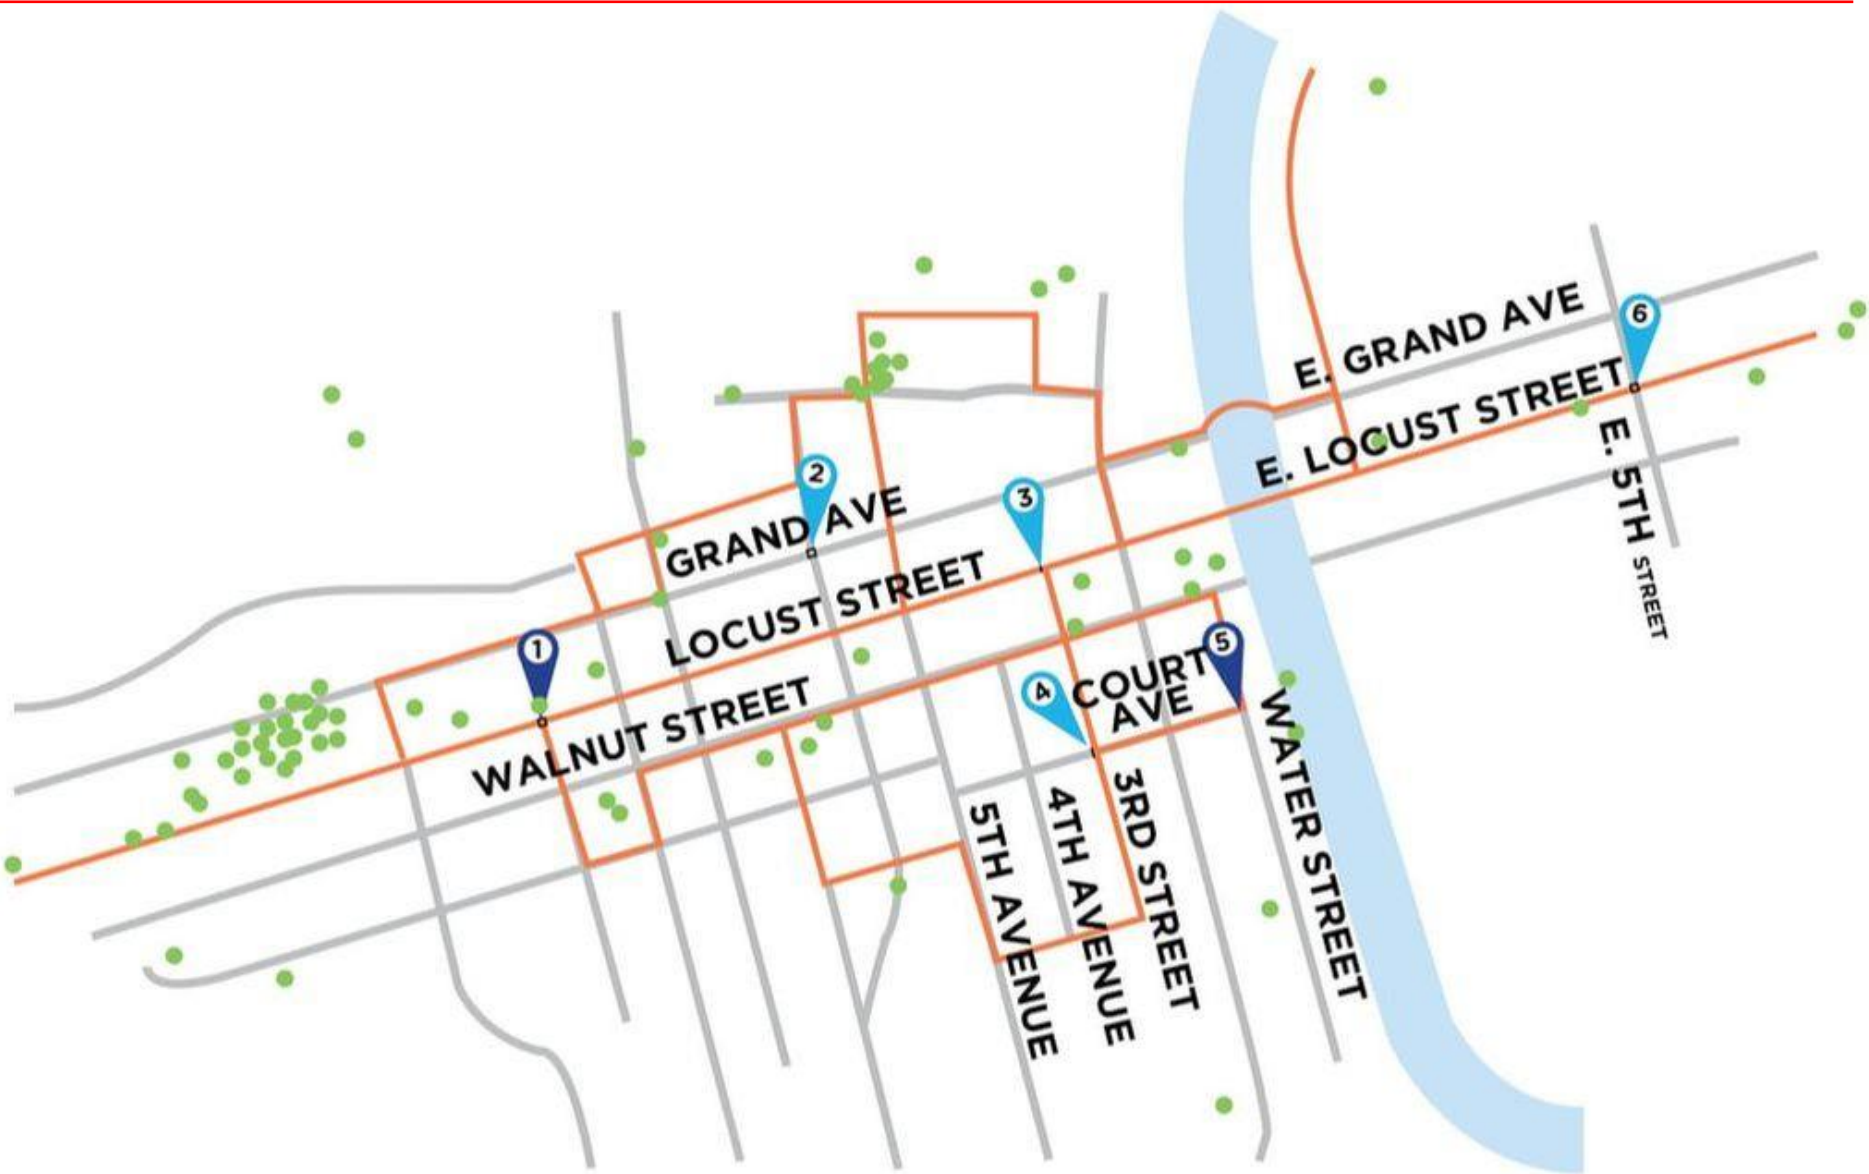 6
E. GRAND AVE
E. LOCUST STREET
2
3
GRAND AVE
E. 5TH STREET
LOCUST STREET
1
5
WALNUT STREET
4
COURT
AVE
WATER STREET
5TH AVENUE
4TH AVENUE
3RD STREET